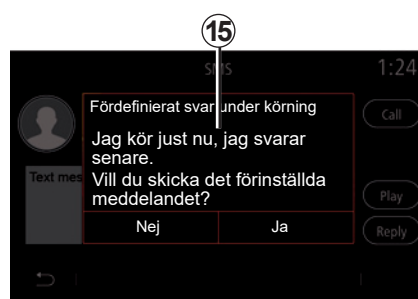 15
SMS
1:24
Fördefinierat svar under körning
Call
Jag kör just nu, jag svarar
senare.
Text mes
Vill du skicka det förinställda
meddelandet?
Play
Nej
Ja
Reply